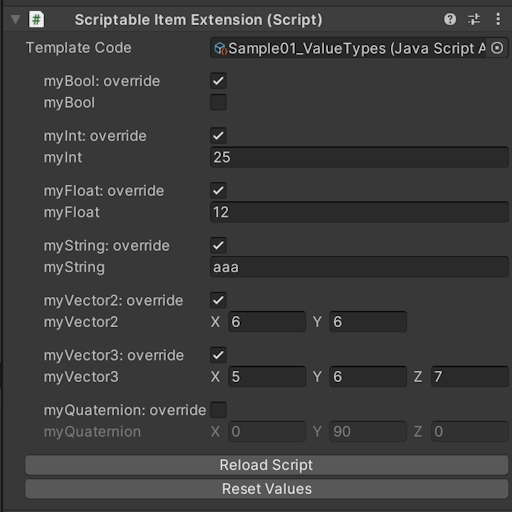 Scriptable Item Extension (Script)
Template Code Sample01_ValueTypes (Java Script A
myBool: override
myBool
myInt: override
myInt 25
myFloat: override
myFloat 12
myString: override
myString aaa
myVector2: override
myVector2 X 6 Y 6
myVector3: override
myVector3 X 5 Y 6 Z 7
myQuaternion: override
myQuaternion X 0 Y 90 Z 0
Reload Script
Reset Values